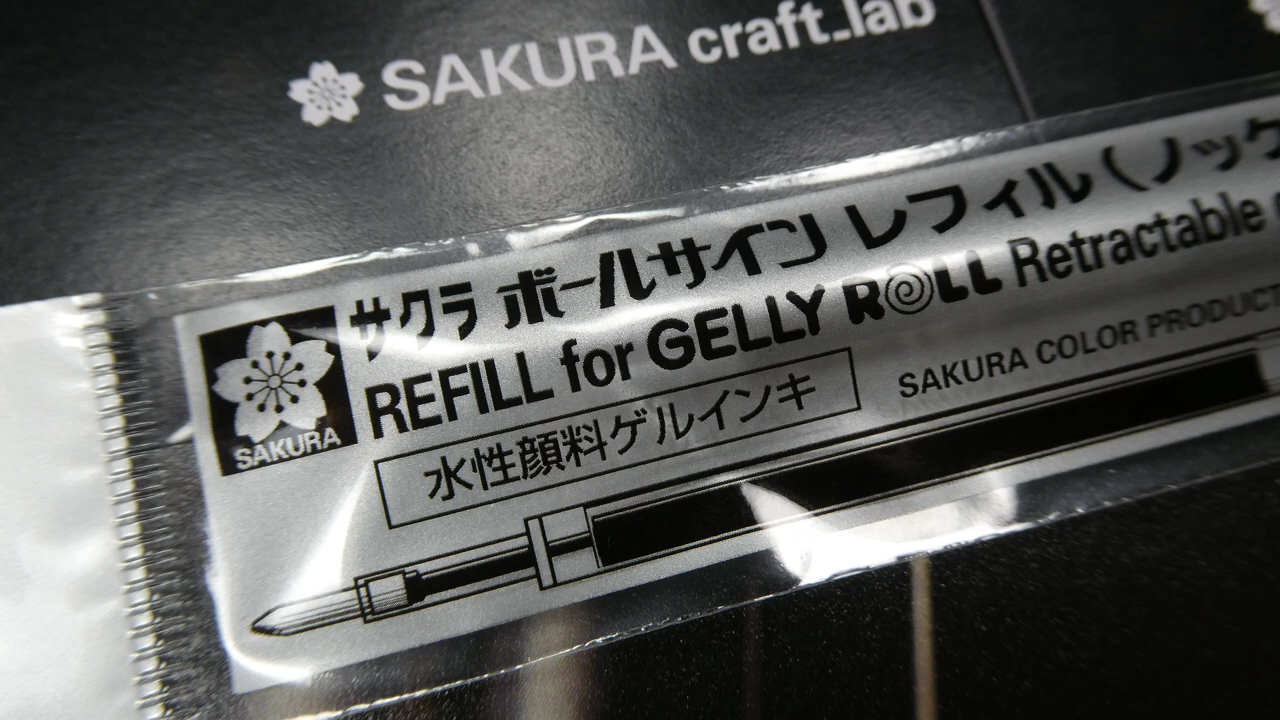 SAKURA craft_lab
サクラ ボールサイン レフィル(ノック
REFILL for GELLY ROLL Retractable
SAKURA COLOR PRODUCT
水性顔料ゲルインキ
SAKURA